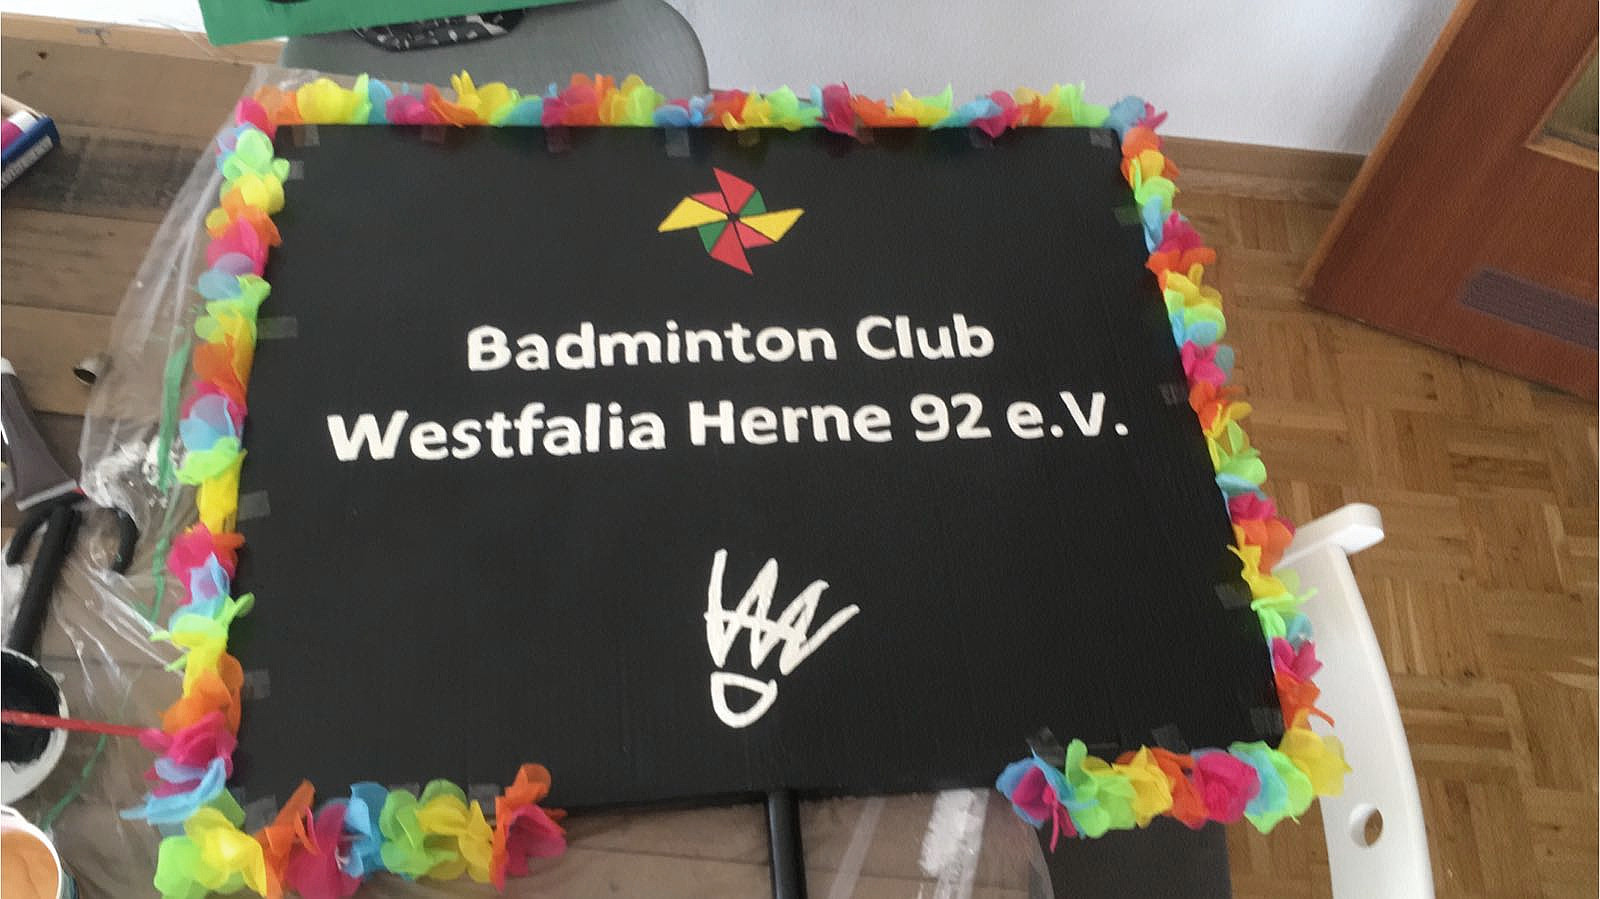 Badminton Club
Westfalia Herne 92 e.V.